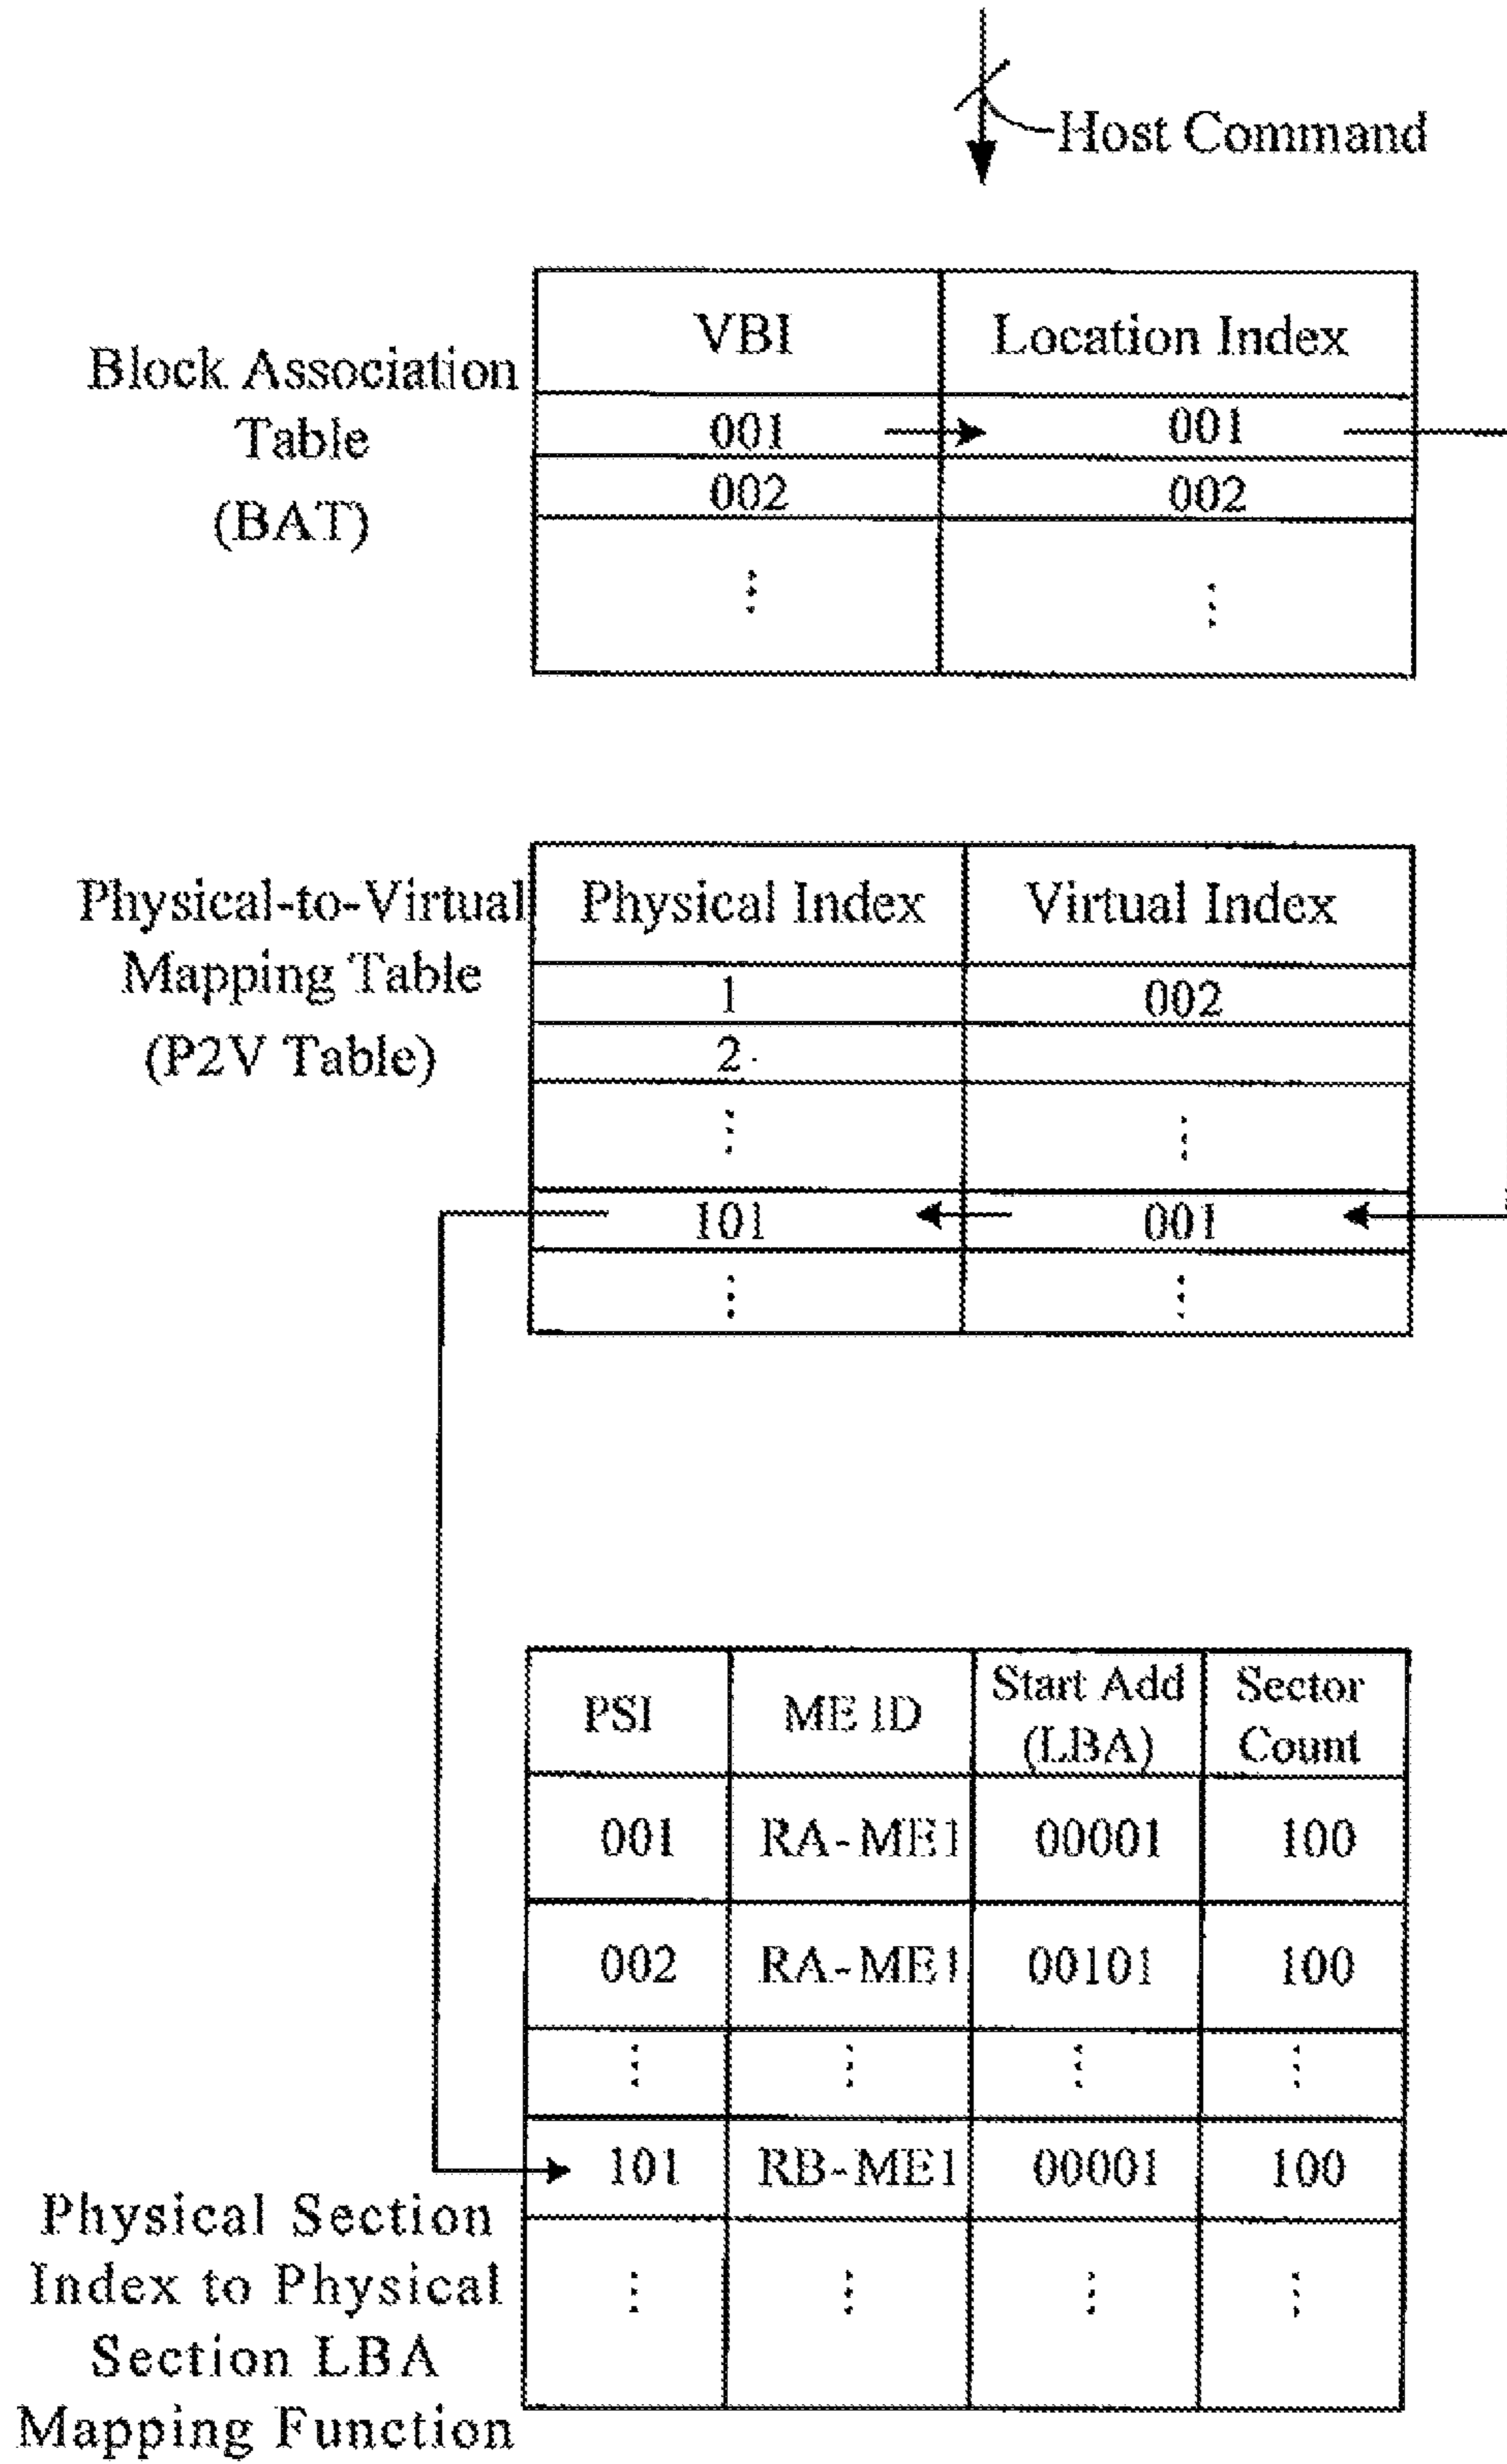 Host Command
Block Association
Table
(BAT)
VBI Location Index
001 001
002 002
Physical-to-Virtual
Mapping Table
(P2V Table)
Physical Index Virtual Index
1 002
2
101 001
PSI ME ID Start Add (LBA) Sector Count
001 RA-ME1 00001 100
002 RA-ME1 00101 100
101 RB-ME1 00001 100
Physical Section
Index to Physical
Section LBA
Mapping Function